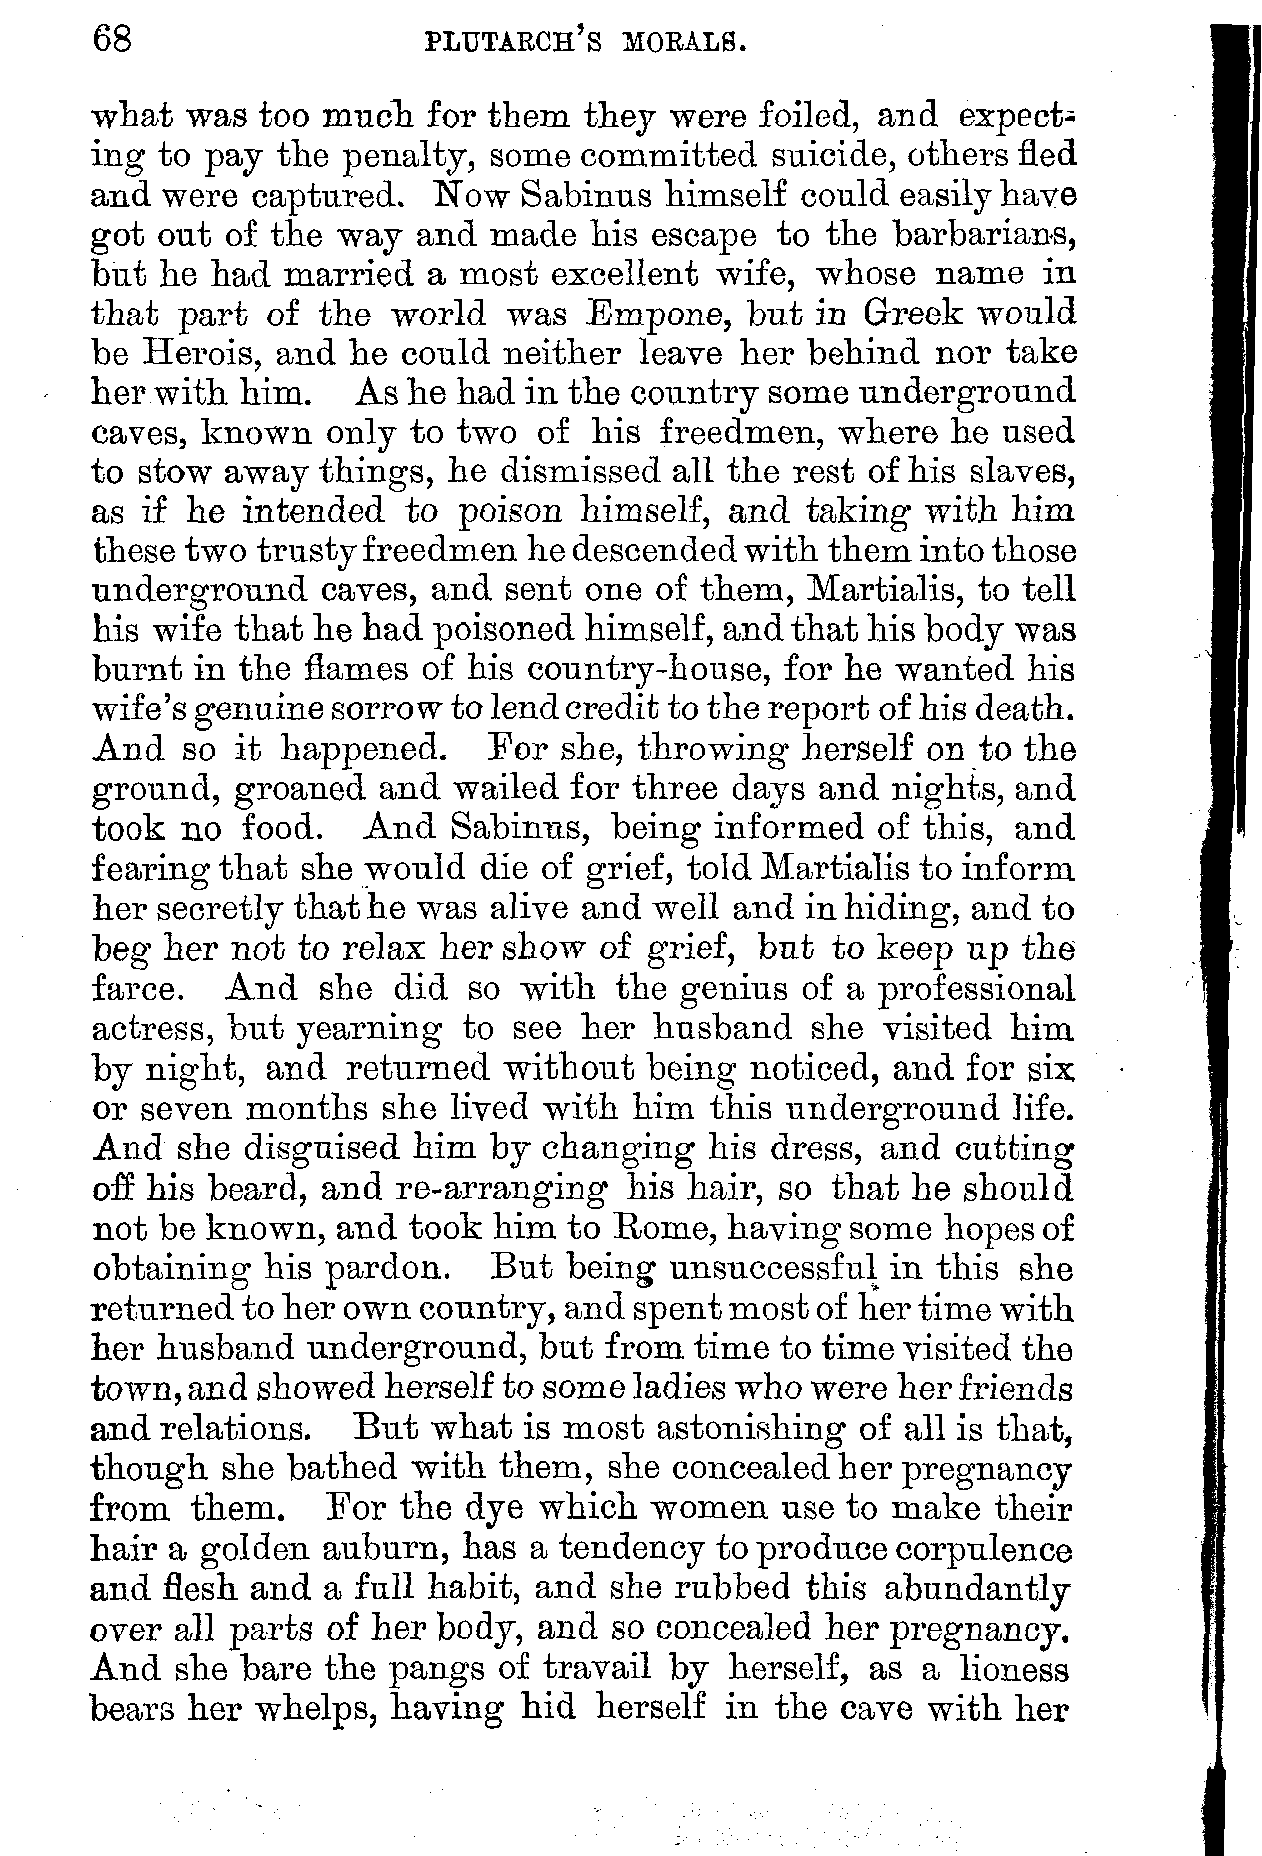 68 PLUTARCH'S MORALS.
what was too much for them they were foiled, and expect-
ing to pay the penalty, some committed suicide, others fled
and were captured. Now Sabinus himself could easily have
got out of the way and made his escape to the barbarians,
but he had married a most excellent wife, whose name in
that part of the world was Empone, but in Greek would
be Herois, and he could neither leave her behind nor take
her with him. As he had in the country some underground
caves, known only to two of his freedmen, where he used
to stow away things, he dismissed all the rest of his slaves,
as if he intended to poison himself, and taking with him
these two trusty freedmen he descended with them into those
underground caves, and sent one of them, Martialis, to tell
his wife that he had poisoned himself, and that his body was
burnt in the flames of his country-house, for he wanted his
wife's genuine sorrow to lend credit to the report of his death.
And so it happened. For she, throwing herself on to the
ground, groaned and wailed for three days and nights, and
took no food. And Sabinus, being informed of this, and
fearing that she would die of grief, told Martialis to inform
her secretly that he was alive and well and in hiding, and to
beg her not to relax her show of grief, but to keep up the
farce. And she did so with the genius of a professional
actress, but yearning to see her husband she visited him
by night, and returned without being noticed, and for six
or seven months she lived with him this underground life.
And she disguised him by changing his dress, and cutting
off his beard, and re-arranging his hair, so that he should
not be known, and took him to Rome, having some hopes of
obtaining his pardon. But being unsuccessful in this she
returned to her own country, and spent most of her time with
her husband underground, but from time to time visited the
town, and showed herself to some ladies who were her friends
and relations. But what is most astonishing of all is that,
though she bathed with them, she concealed her pregnancy
from them. For the dye which women use to make their
hair a golden auburn, has a tendency to produce corpulence
and flesh and a full habit, and she rubbed this abundantly
over all parts of her body, and so concealed her pregnancy.
And she bare the pangs of travail by herself, as a lioness
bears her whelps, having hid herself in the cave with her